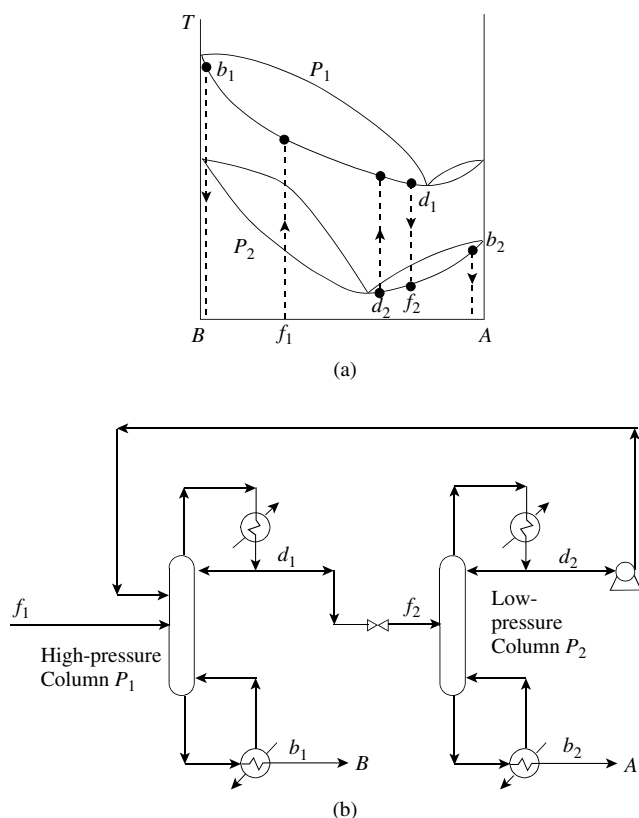 T
b₁
P₁
d₁
P₂
b₂
d₂
f₂
B
f₁
A
(a)
d₁
d₂
f₁
f₂
High-pressure
Column P₁
Low-
pressure
Column P₂
b₁
B
b₂
A
(b)